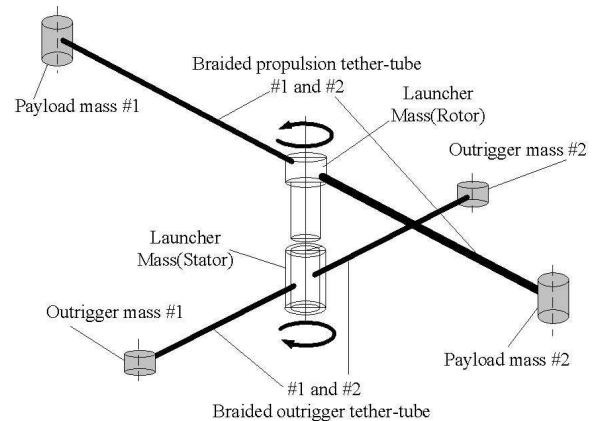 Payload mass #1
Braided propulsion tether-tube
#1 and #2
Launcher
Mass(Rotor)
Outrigger mass #2
Launcher
Mass(Stator)
Outrigger mass #1
Payload mass #2
#1 and #2
Braided outrigger tether-tube